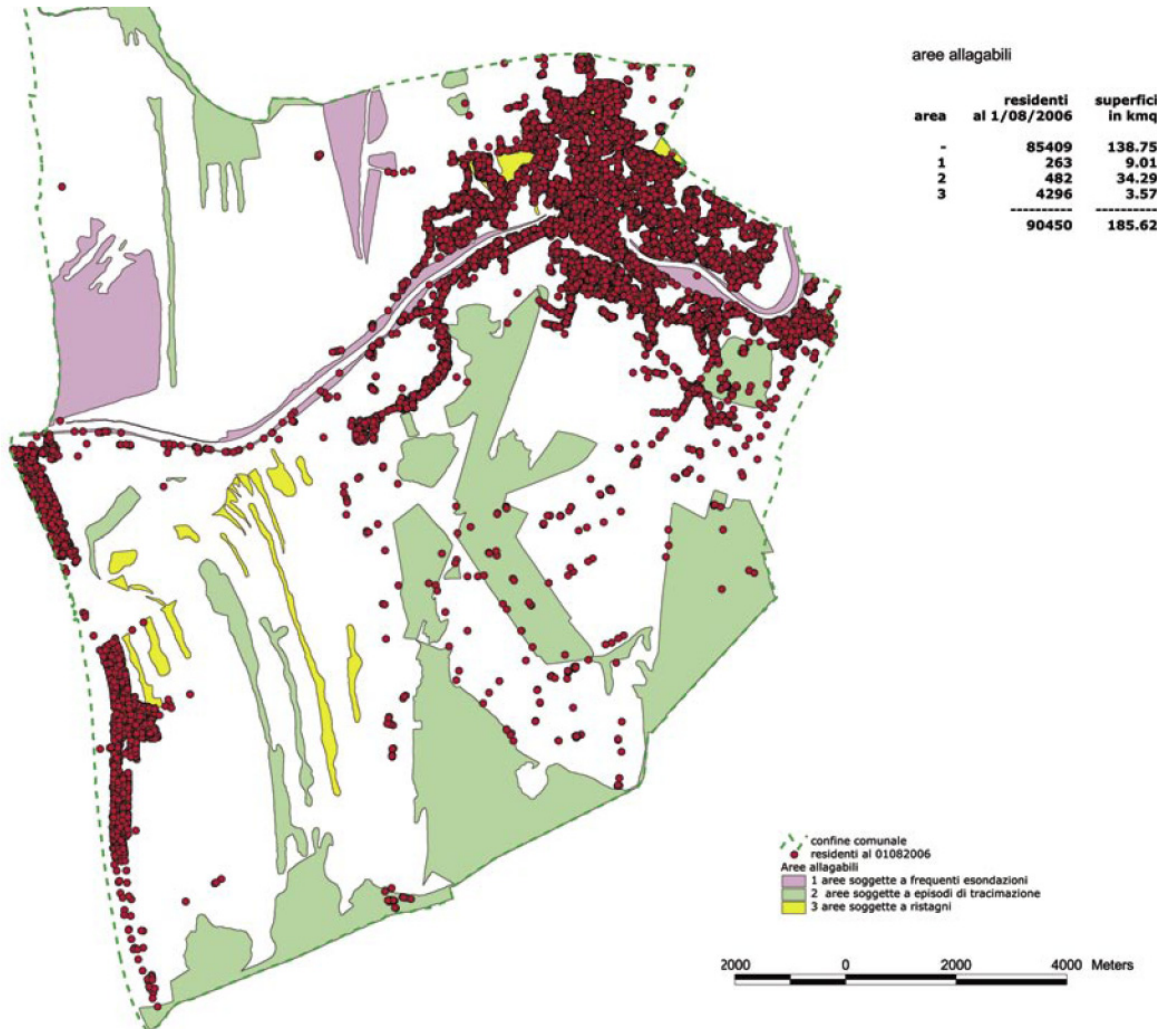 aree allagabili
residenti superfici
area al 1/08/2006 in kmq
- 85409 138.75
1 263 9.01
2 482 34.29
3 4296 3.57
---------- ----------
90450 185.62
confine comunale
residenti al 01082006
Aree allagabili
1 aree soggette a frequenti esondazioni
2 aree soggette a episodi di tracimazione
3 aree soggette a ristagni
2000 0 2000 4000 Meters